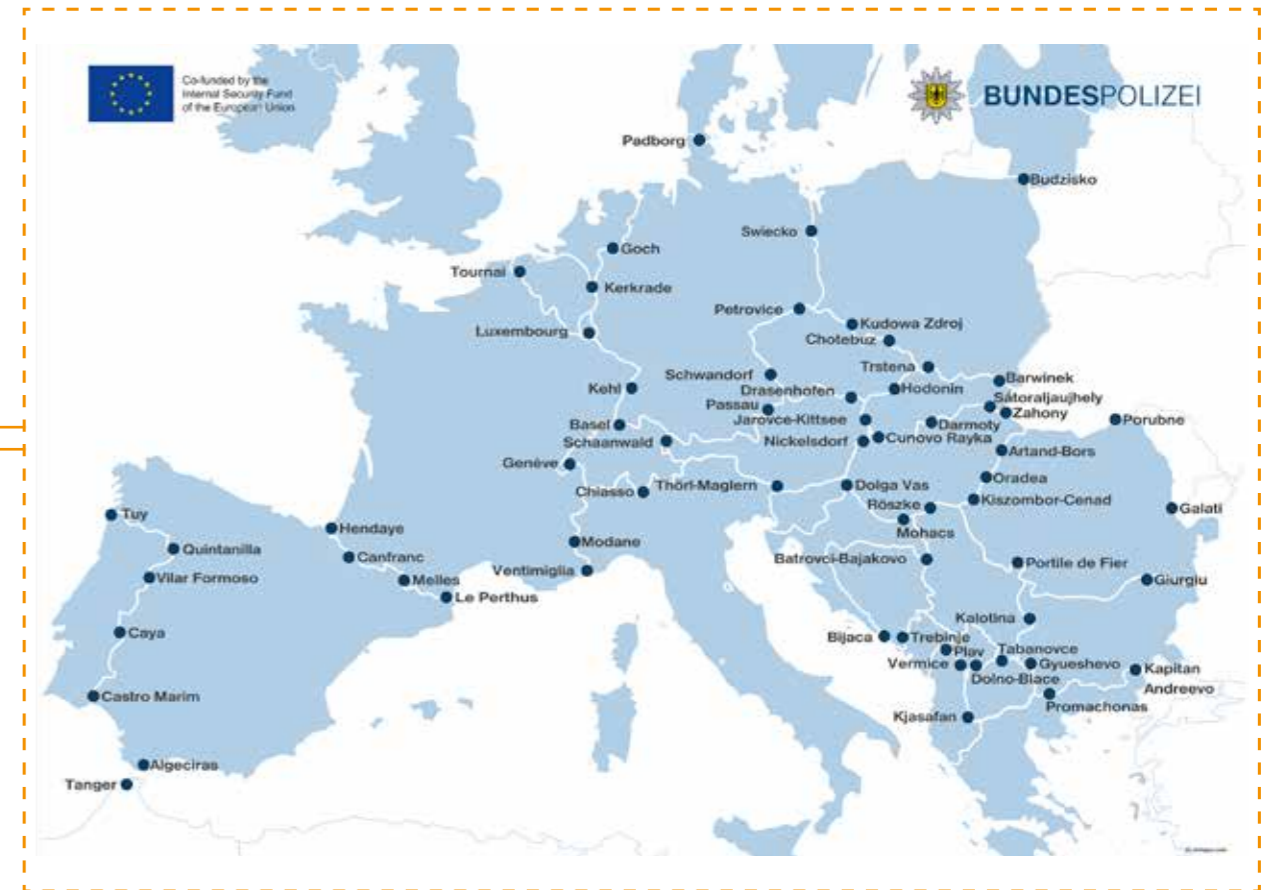 Co-funded by the
Internal Security Fund
of the European Union
BUNDESPOLIZEI
Padborg
Budzisko
Swiecko
Goch
Tournai
Kerkrade
Petrovice
Kudowa Zdroj
Luxembourg
Chotebuz
Trstena
Schwandorf
Barwinek
Kehl
Drasenhofen
Hodonin
Sátoraljaujhely
Passau
Zahony
Jarovce-Kittsee
Darmoty
Porubne
Basel
Schaanwald
Nickelsdorf
Cunovo Rayka
Artand-Bors
Genève
Oradea
Chiasso
Thörl-Maglern
Dolga Vas
Kiszombor-Cenad
Röszke
Galati
Tuy
Mohacs
Hendaye
Modane
Quintanilla
Canfranc
Batrovci-Bajakovo
Portile de Fier
Ventimiglia
Vilar Formoso
Melles
Giurgiu
Le Perthus
Kalotina
Caya
Bijaca
Trebinje
Plav
Tabanovce
Vermice
Gyueshevo
Kapitan
Andreevo
Dolno-Blace
Castro Marim
Promachonas
Kjasafan
Algeciras
Tanger